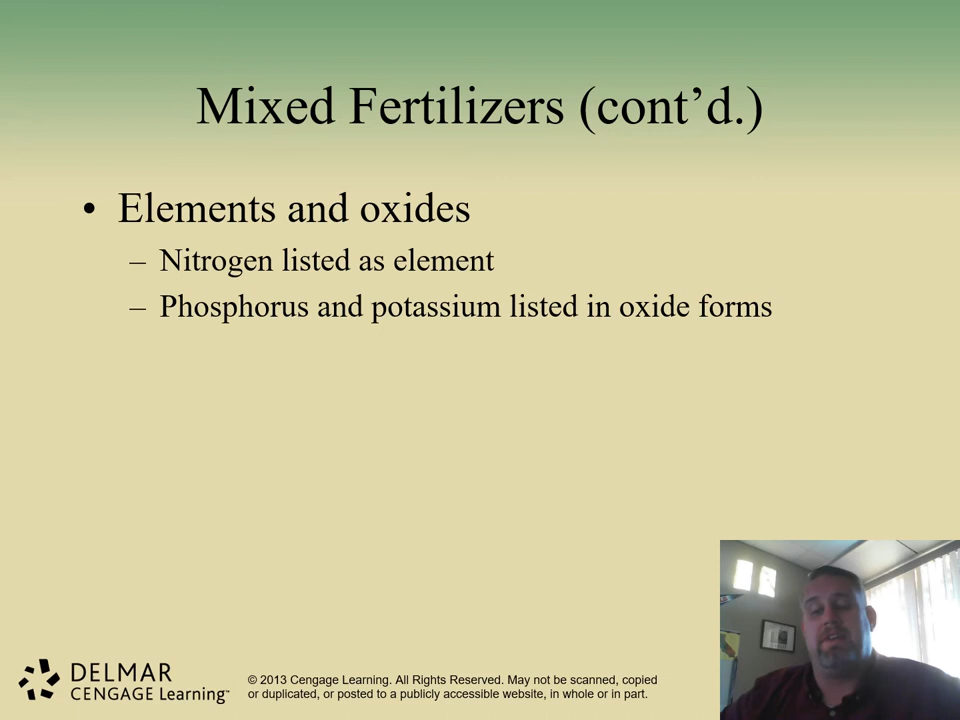 Mixed Fertilizers (cont’d.)
• Elements and oxides
– Nitrogen listed as element
– Phosphorus and potassium listed in oxide forms
DELMAR
CENGAGE Learning™
© 2013 Cengage Learning. All Rights Reserved. May not be scanned, copied
or duplicated, or posted to a publicly accessible website, in whole or in part.